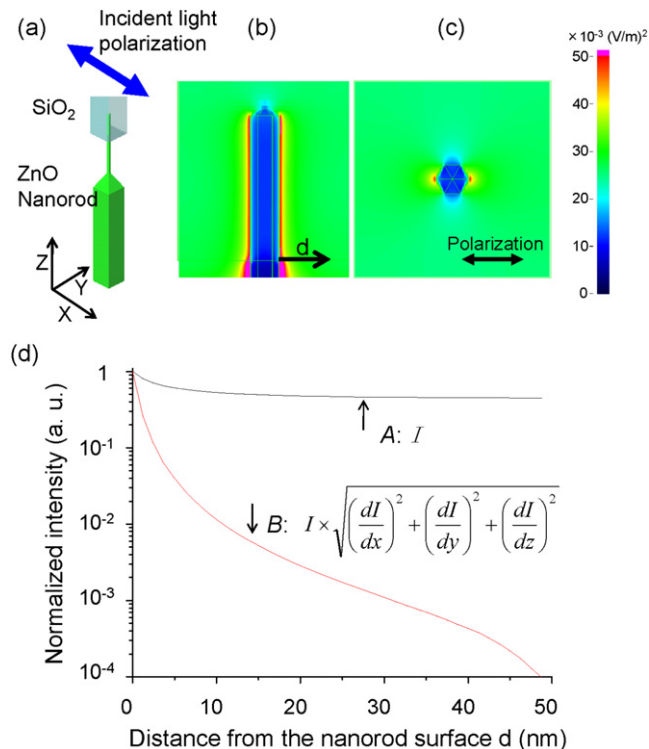 (a)
Incident light
polarization
(b)
(c)
× 10⁻³ (V/m)²
50
40
30
20
10
0
SiO₂
ZnO
Nanorod
Z
Y
X
d
Polarization
(d)
Normalized intensity (a. u.)
1
10⁻¹
10⁻²
10⁻³
10⁻⁴
A: I
B: I × √((dI/dx)² + (dI/dy)² + (dI/dz)²)
0 10 20 30 40 50
Distance from the nanorod surface d (nm)